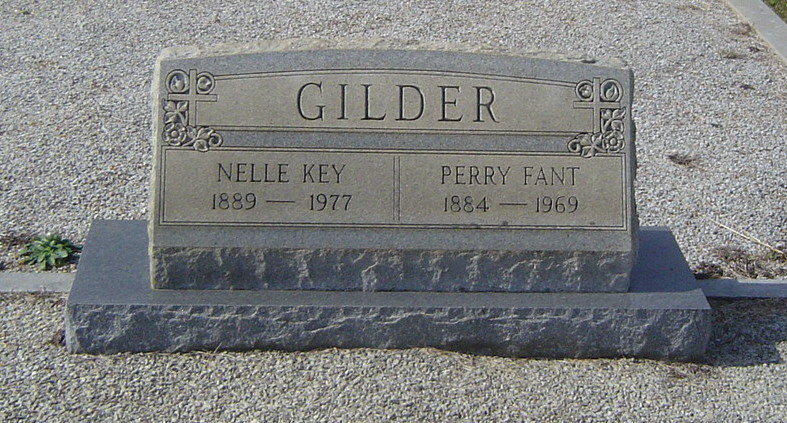 GILDER
NELLE KEY
1889 — 1977
PERRY FANT
1884 — 1969